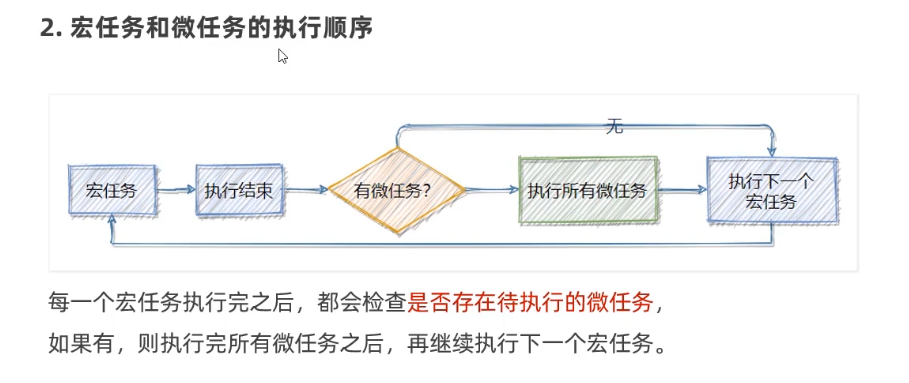 2. 宏任务和微任务的执行顺序
无
宏任务
执行结束
有微任务?
执行所有微任务
执行下一个
宏任务
每一个宏任务执行完之后，都会检查是否存在待执行的微任务，
如果有，则执行完所有微任务之后，再继续执行下一个宏任务。